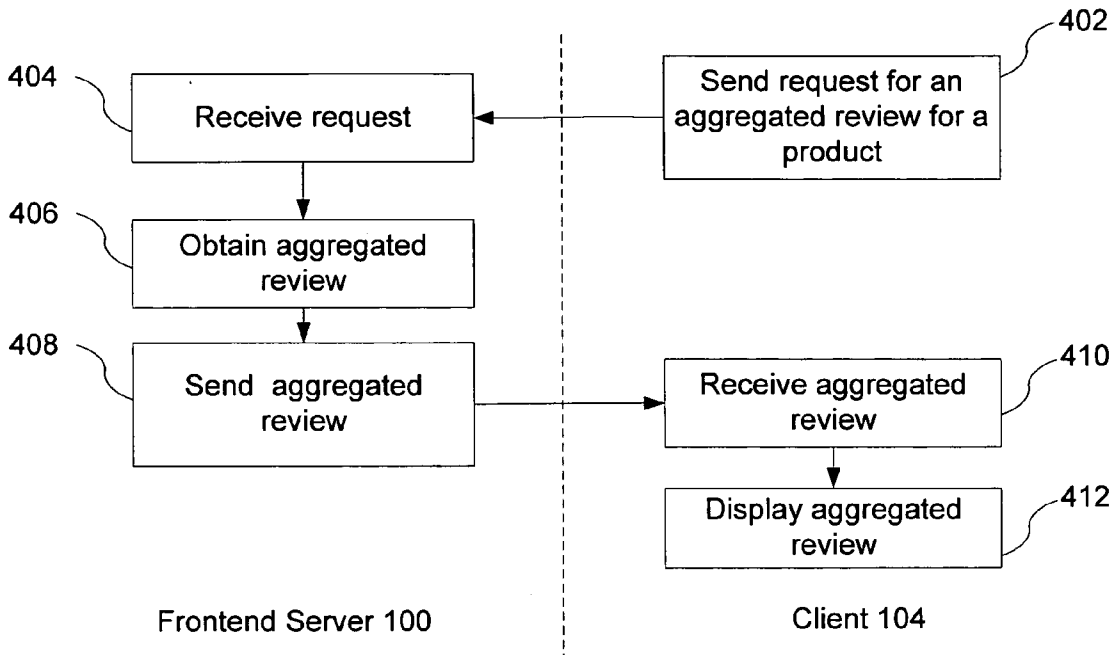 402
404
Receive request
Send request for an
aggregated review for a
product
406
Obtain aggregated
review
408
Send aggregated
review
Receive aggregated
review
410
Display aggregated
review
412
Frontend Server 100
Client 104